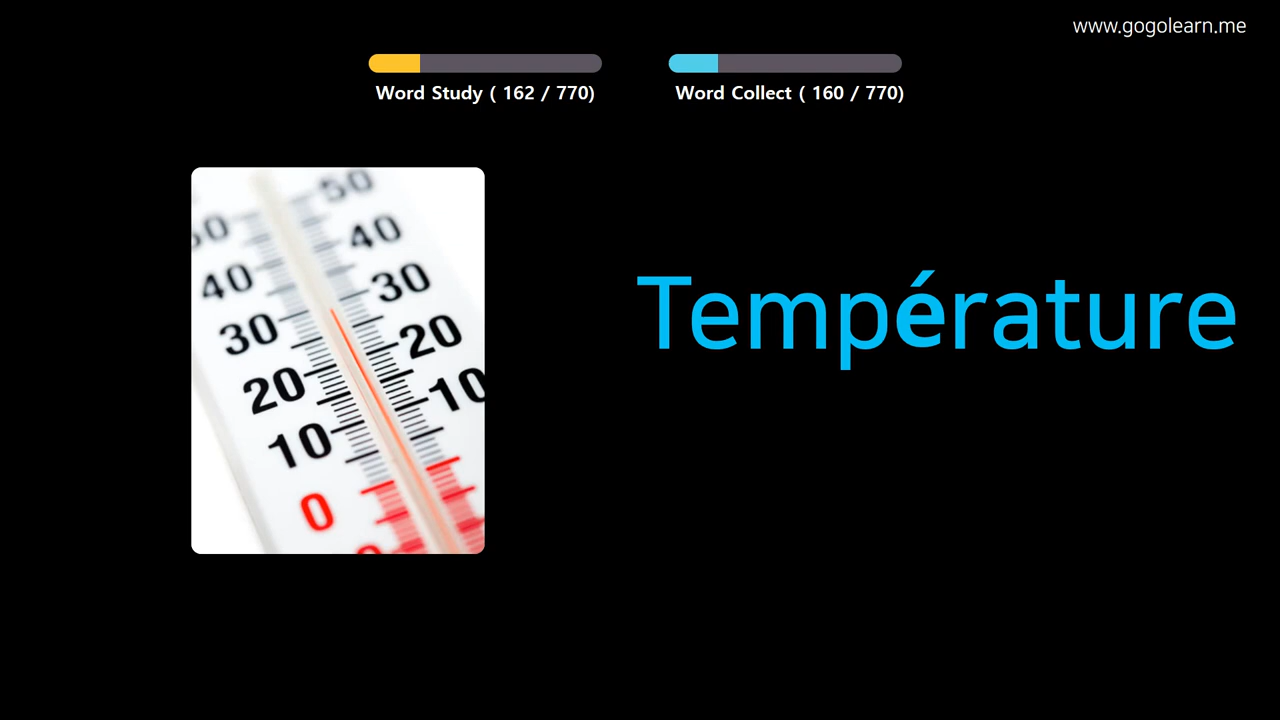 www.gogolearn.me
Word Study ( 162 / 770)
Word Collect ( 160 / 770)
50
40
30
20
10
40
30
20
10
0
Température